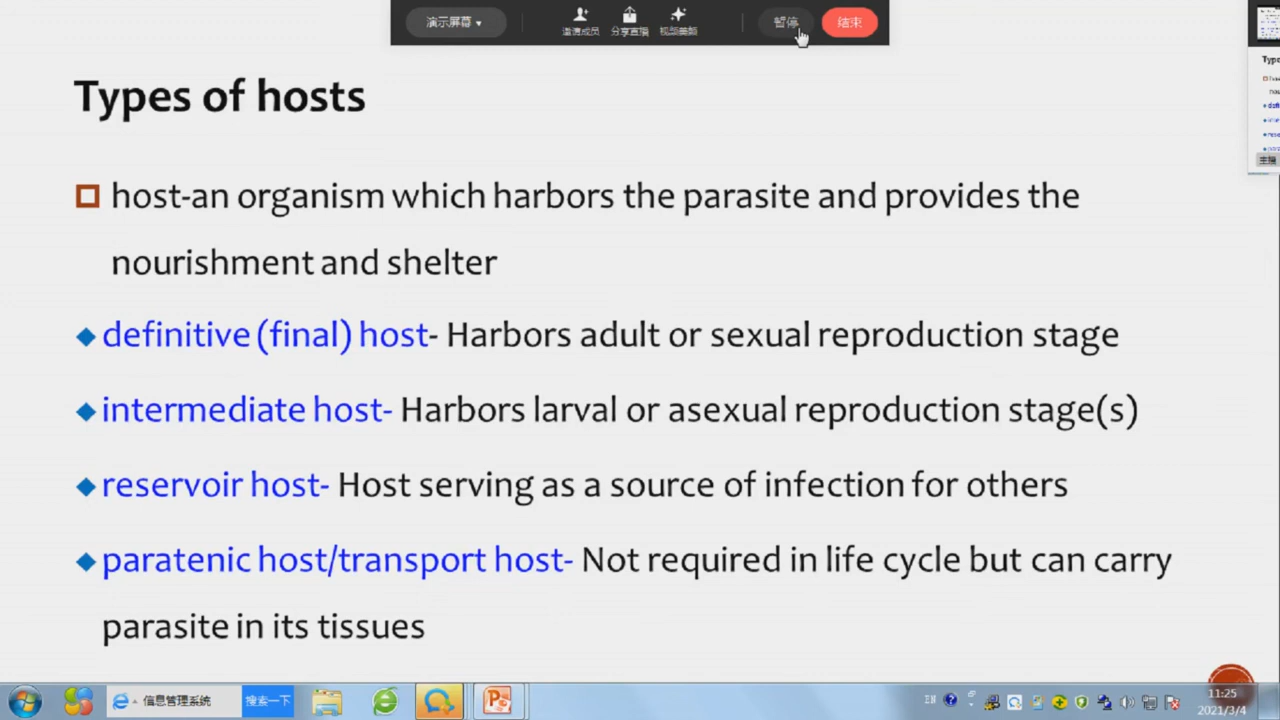 演示屏幕
邀请成员 分享直播 视频美颜
暂停
结束
Types of hosts
host-an organism which harbors the parasite and provides the
nourishment and shelter
definitive (final) host- Harbors adult or sexual reproduction stage
intermediate host- Harbors larval or asexual reproduction stage(s)
reservoir host- Host serving as a source of infection for others
paratenic host/transport host- Not required in life cycle but can carry
parasite in its tissues
主播
信息管理系统
搜索一下
11:25
2021/3/4